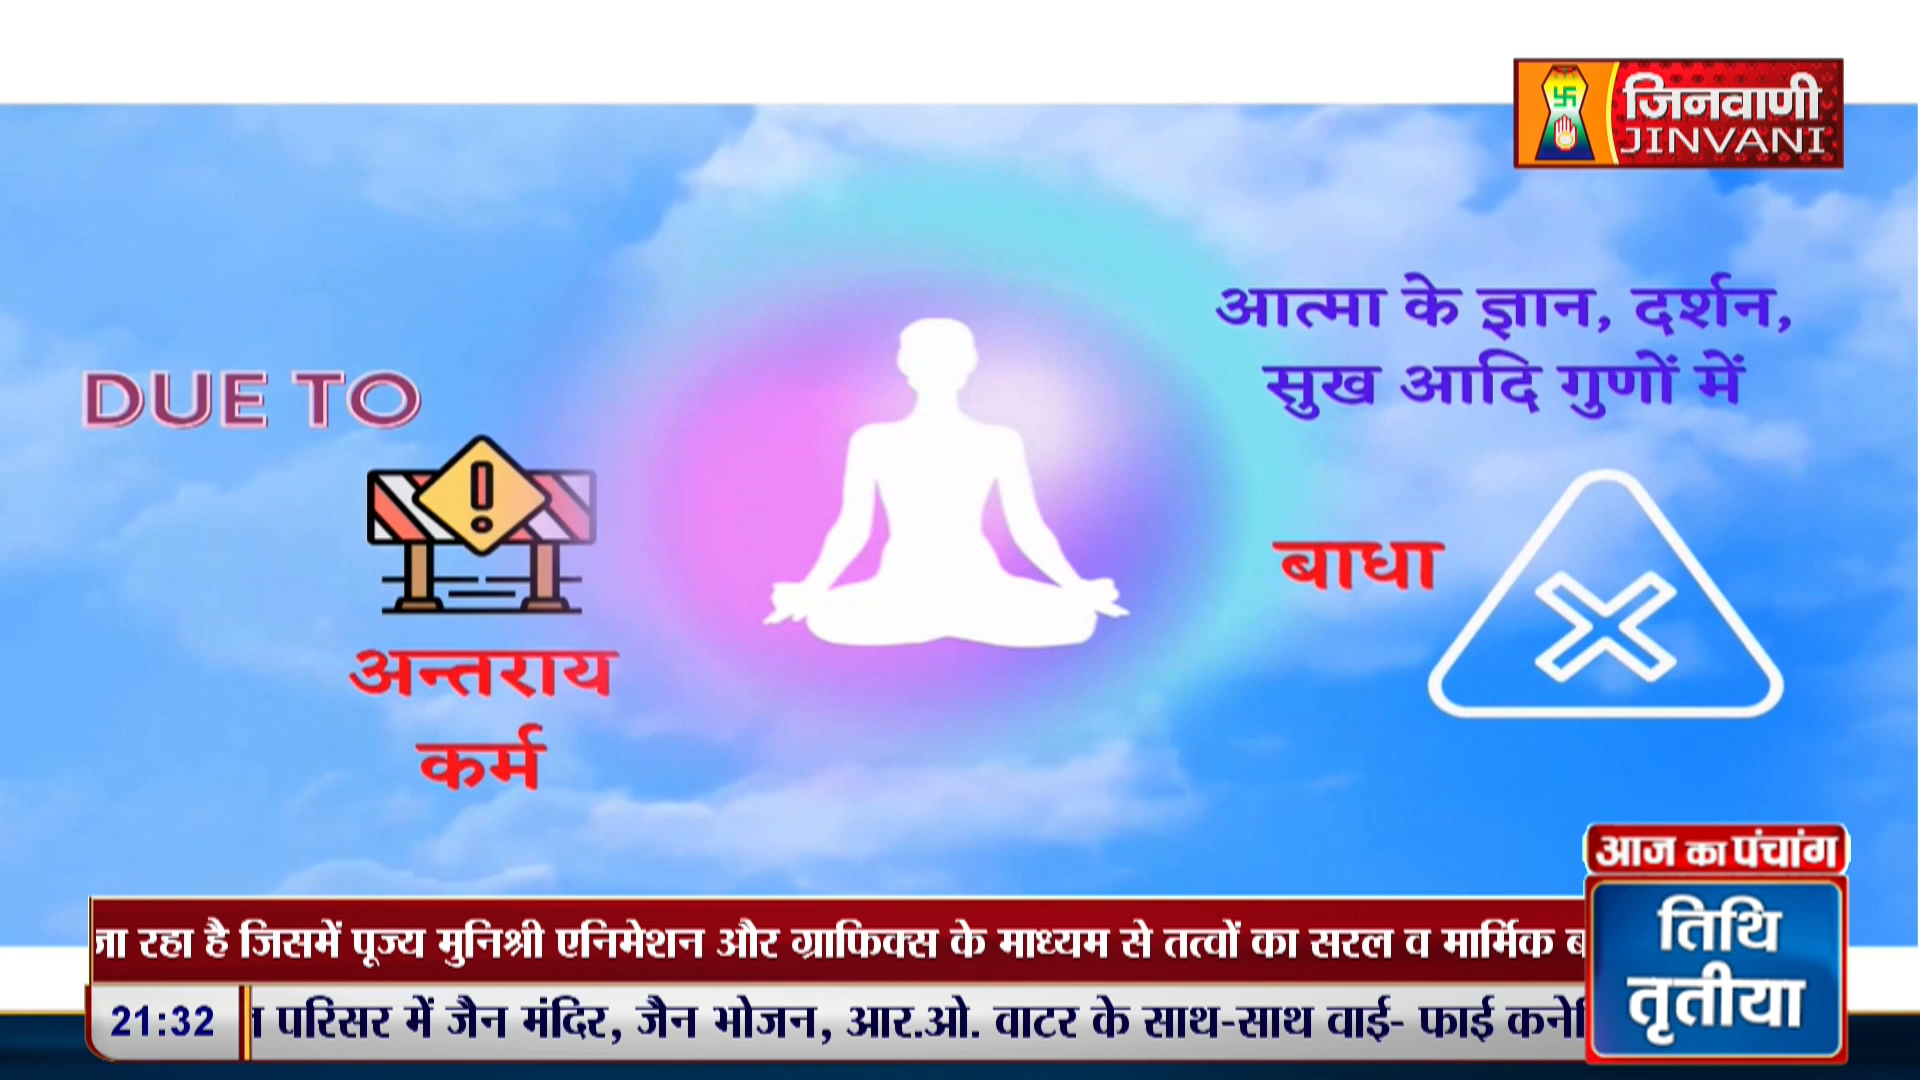 जिनवाणी
JINVANI
आत्मा के ज्ञान, दर्शन,
सुख आदि गुणों में
DUE TO
बाधा
अन्तराय
कर्म
आज का पंचांग
तिथि
तृतीया
रहा है जिसमें पूज्य मुनिश्री एनिमेशन और ग्राफिक्स के माध्यम से तत्वों का सरल व मार्मिक
21:32
परिसर में जैन मंदिर, जैन भोजन, आर.ओ. वाटर के साथ-साथ वाई- फाई